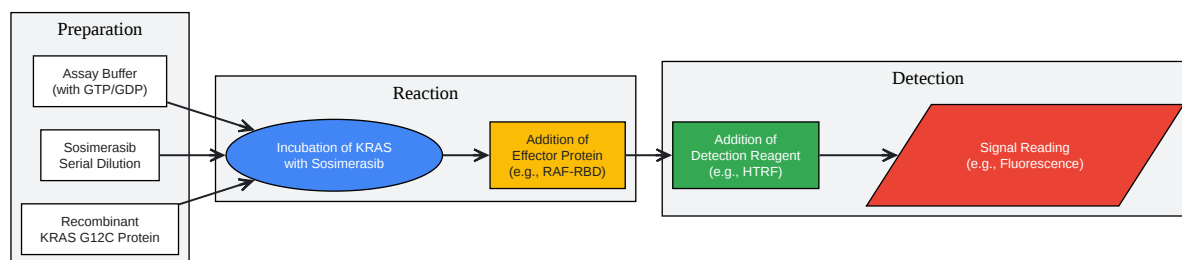 Preparation
Assay Buffer
(with GTP/GDP)
Sosimerasib
Serial Dilution
Recombinant
KRAS G12C Protein
Reaction
Incubation of KRAS
with Sosimerasib
Addition of
Effector Protein
(e.g., RAF-RBD)
Detection
Addition of
Detection Reagent
(e.g., HTRF)
Signal Reading
(e.g., Fluorescence)